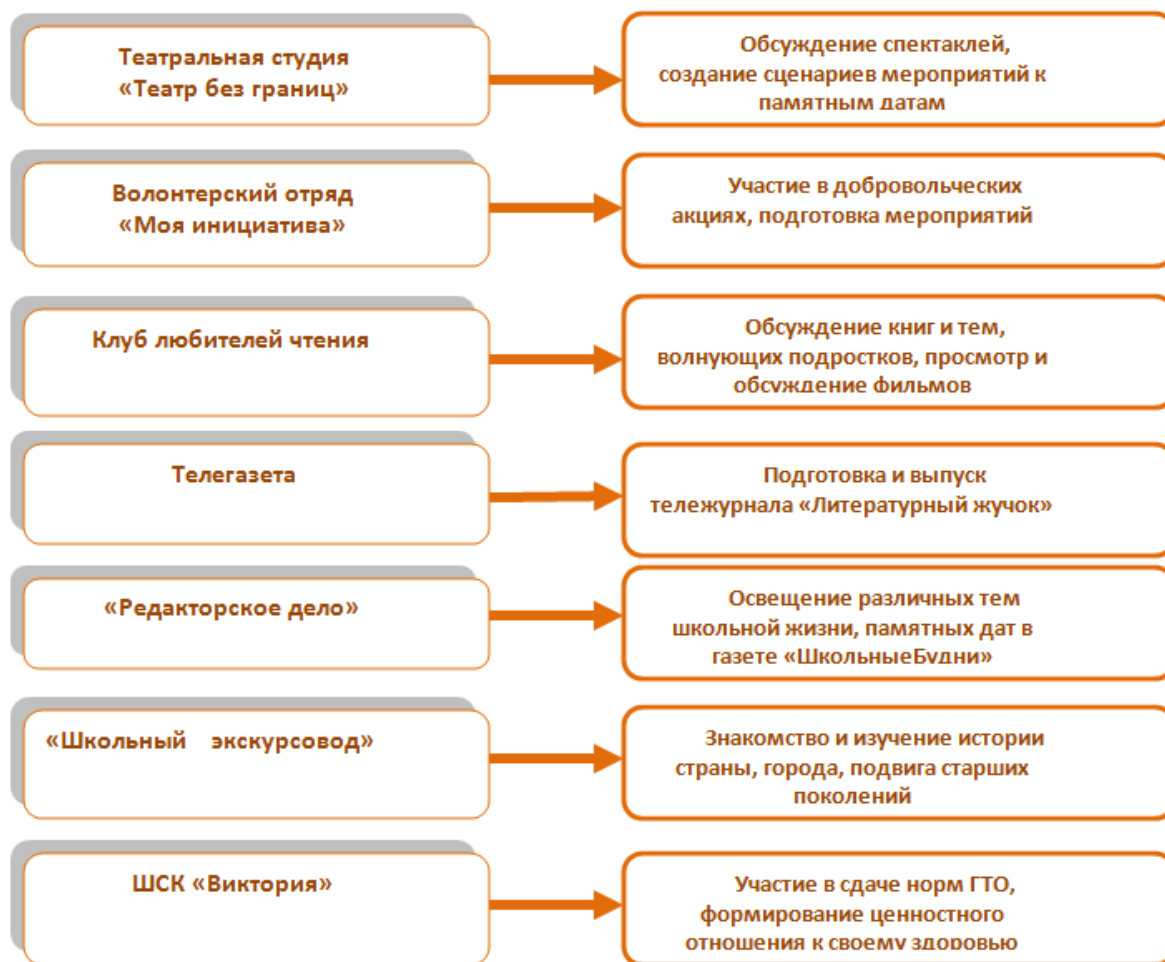 Театральная студия
«Театр без границ»
Обсуждение спектаклей,
создание сценариев мероприятий к
памятным датам
Волонтерский отряд
«Моя инициатива»
Участие в добровольческих
акциях, подготовка мероприятий
Клуб любителей чтения
Обсуждение книг и тем,
волнующих подростков, просмотр и
обсуждение фильмов
Телегазета
Подготовка и выпуск
тележурнала «Литературный жучок»
«Редакторское дело»
Освещение различных тем
школьной жизни, памятных дат в
газете «ШкольныеБудни»
«Школьный экскурсовод»
Знакомство и изучение истории
страны, города, подвига старших
поколений
ШСК «Виктория»
Участие в сдаче норм ГТО,
формирование ценностного
отношения к своему здоровью